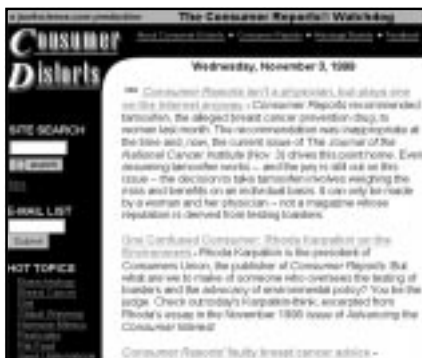 a junkscience.com production The Consumer Reports® Watchdog
Consumer
Distorts
Wednesday, November 3, 1999
*** Consumer Reports isn't a physician, but plays one
on the Internet anyway - Consumer Reports recommended
tamoxifen, the alleged breast cancer prevention drug, to
women last month. The recommendation was inappropriate at
the time and, now, the current issue of The Journal of the
National Cancer Institute (Nov. 3) drives this point home. Even
assuming tamoxifen works -- and the jury is still out on this
issue -- the decision to take tamoxifen involves weighing the
risks and benefits on an individual basis. It can only be made
by a woman and her physician -- not a magazine whose
reputation is derived from testing toasters.
SITE SEARCH
E-MAIL LIST
Submit
HOT TOPICS
One Confused Consumer: Rhoda Karpatkin on the
Environment - Rhoda Karpatkin is the president of
Consumers Union, the publisher of Consumer Reports. But
what are we to make of someone who oversees the testing of
toasters and the advocacy of environmental policy? You be the
judge. Check out today's Karpatkin-think, excerpted from
Rhoda's essay in the November 1999 issue of Advancing the
Consumer Interest
Consumer Reports' faulty breast cancer advice -